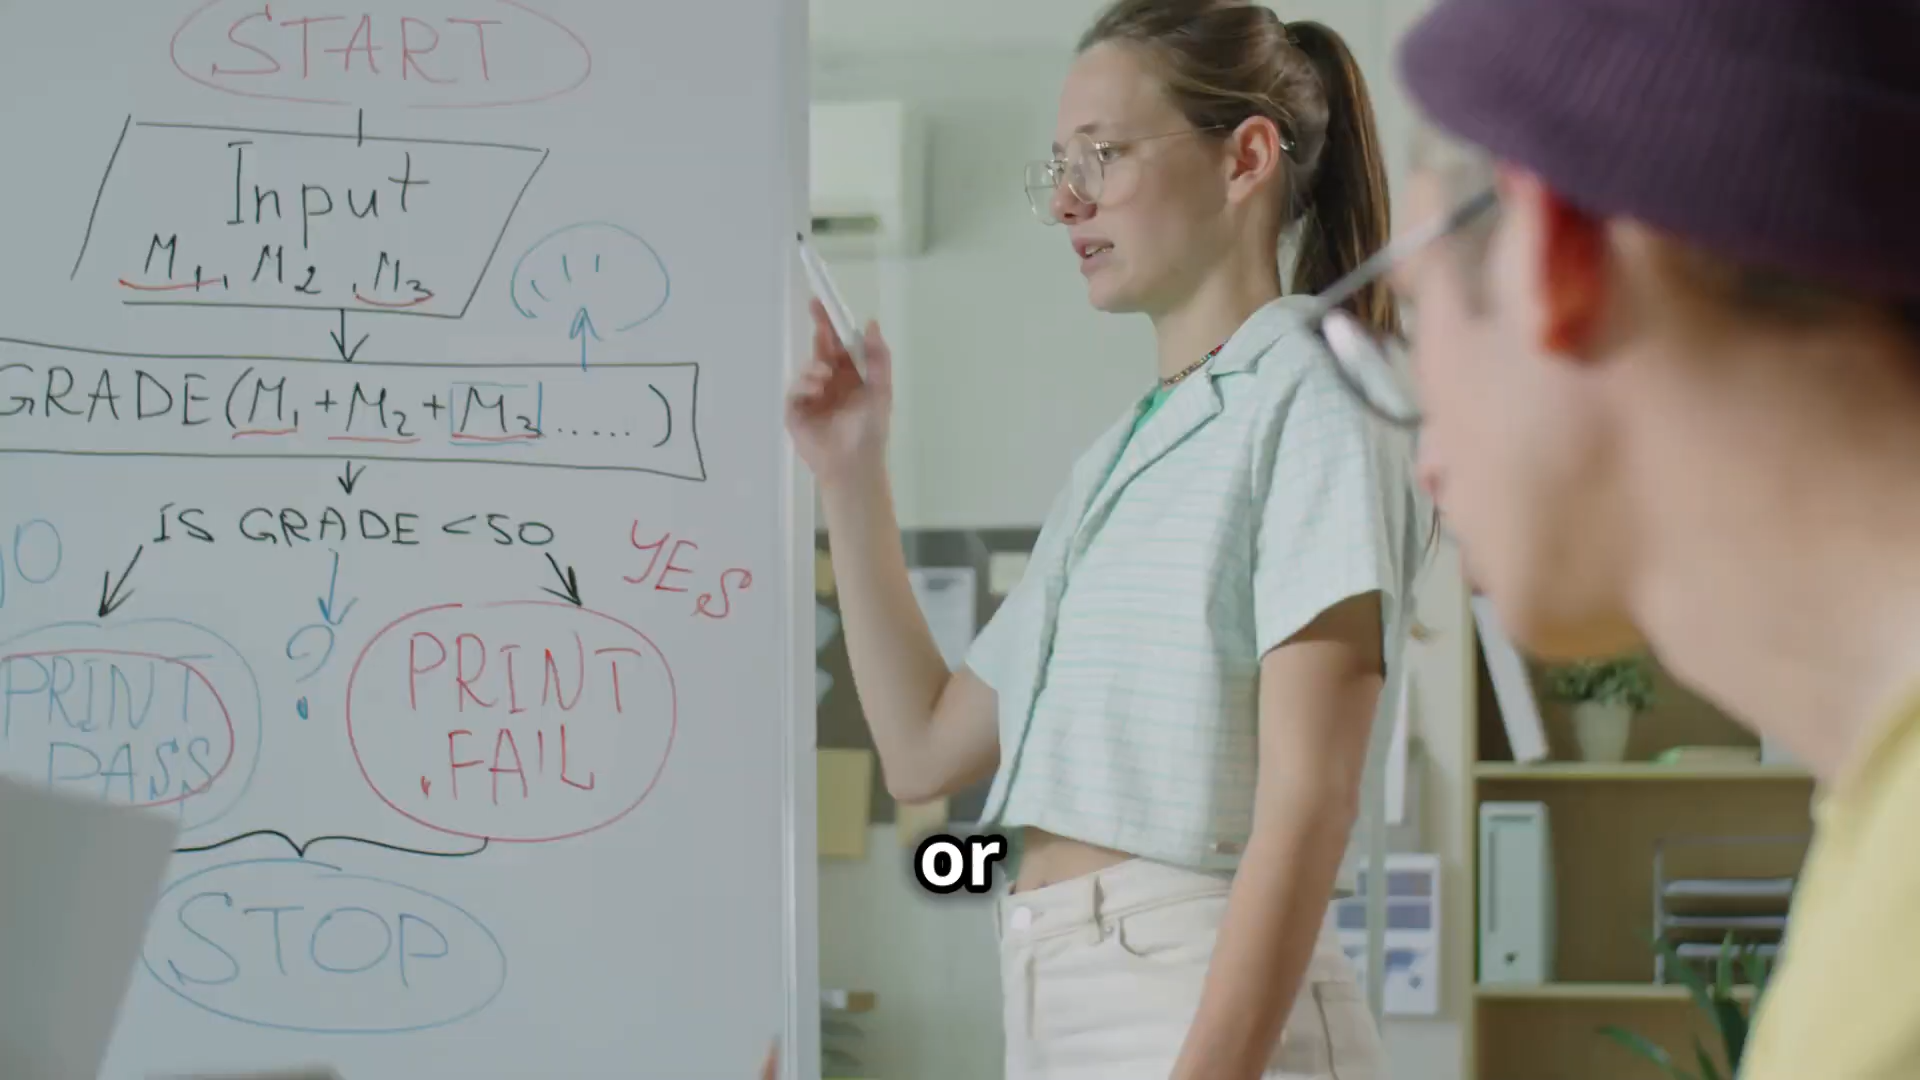 START
Input
M1, M2, M3
GRADE(M1+M2+M3.....)
IS GRADE <50
YES
?
PRINT
PASS
PRINT
FAIL
STOP
or